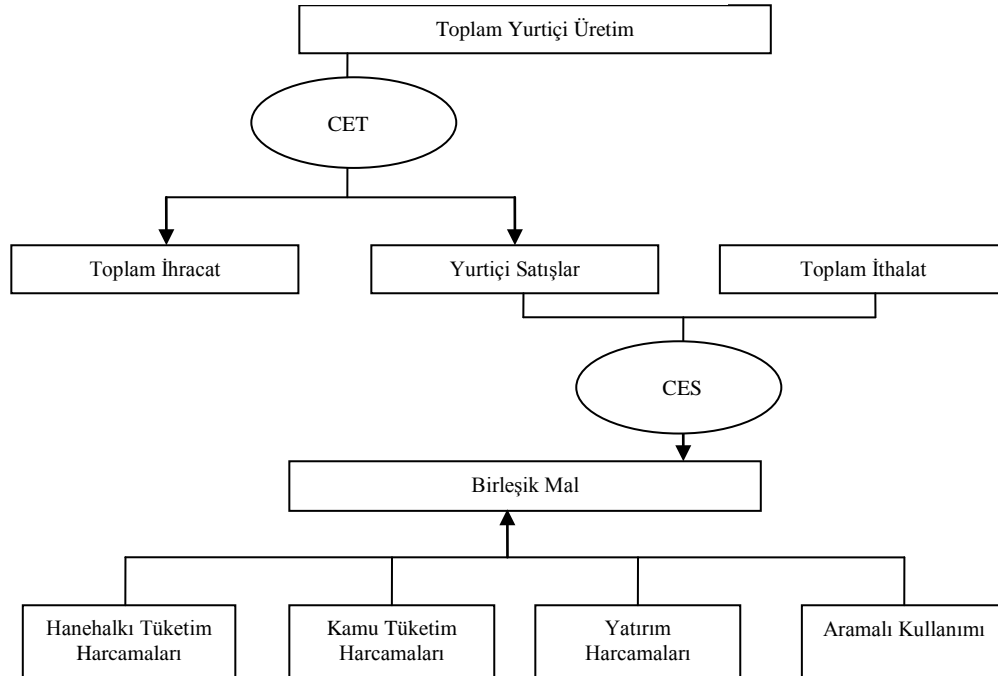 Toplam Yurtiçi Üretim
CET
Toplam İhracat
Yurtiçi Satışlar
Toplam İthalat
CES
Birleşik Mal
Hanehalkı Tüketim
Harcamaları
Kamu Tüketim
Harcamaları
Yatırım
Harcamaları
Aramalı Kullanımı